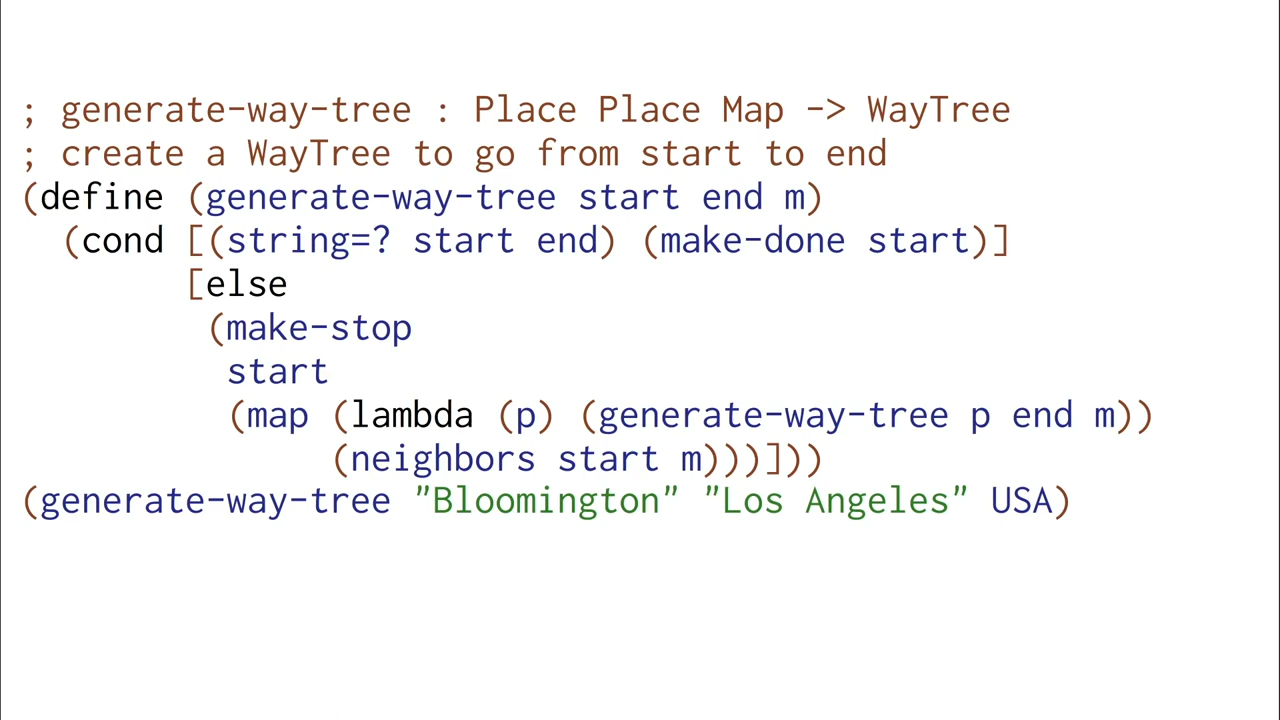 ; generate-way-tree : Place Place Map -> WayTree
; create a WayTree to go from start to end
(define (generate-way-tree start end m)
  (cond [(string=? start end) (make-done start)]
        [else
         (make-stop
          start
          (map (lambda (p) (generate-way-tree p end m))
               (neighbors start m)))]))
(generate-way-tree "Bloomington" "Los Angeles" USA)